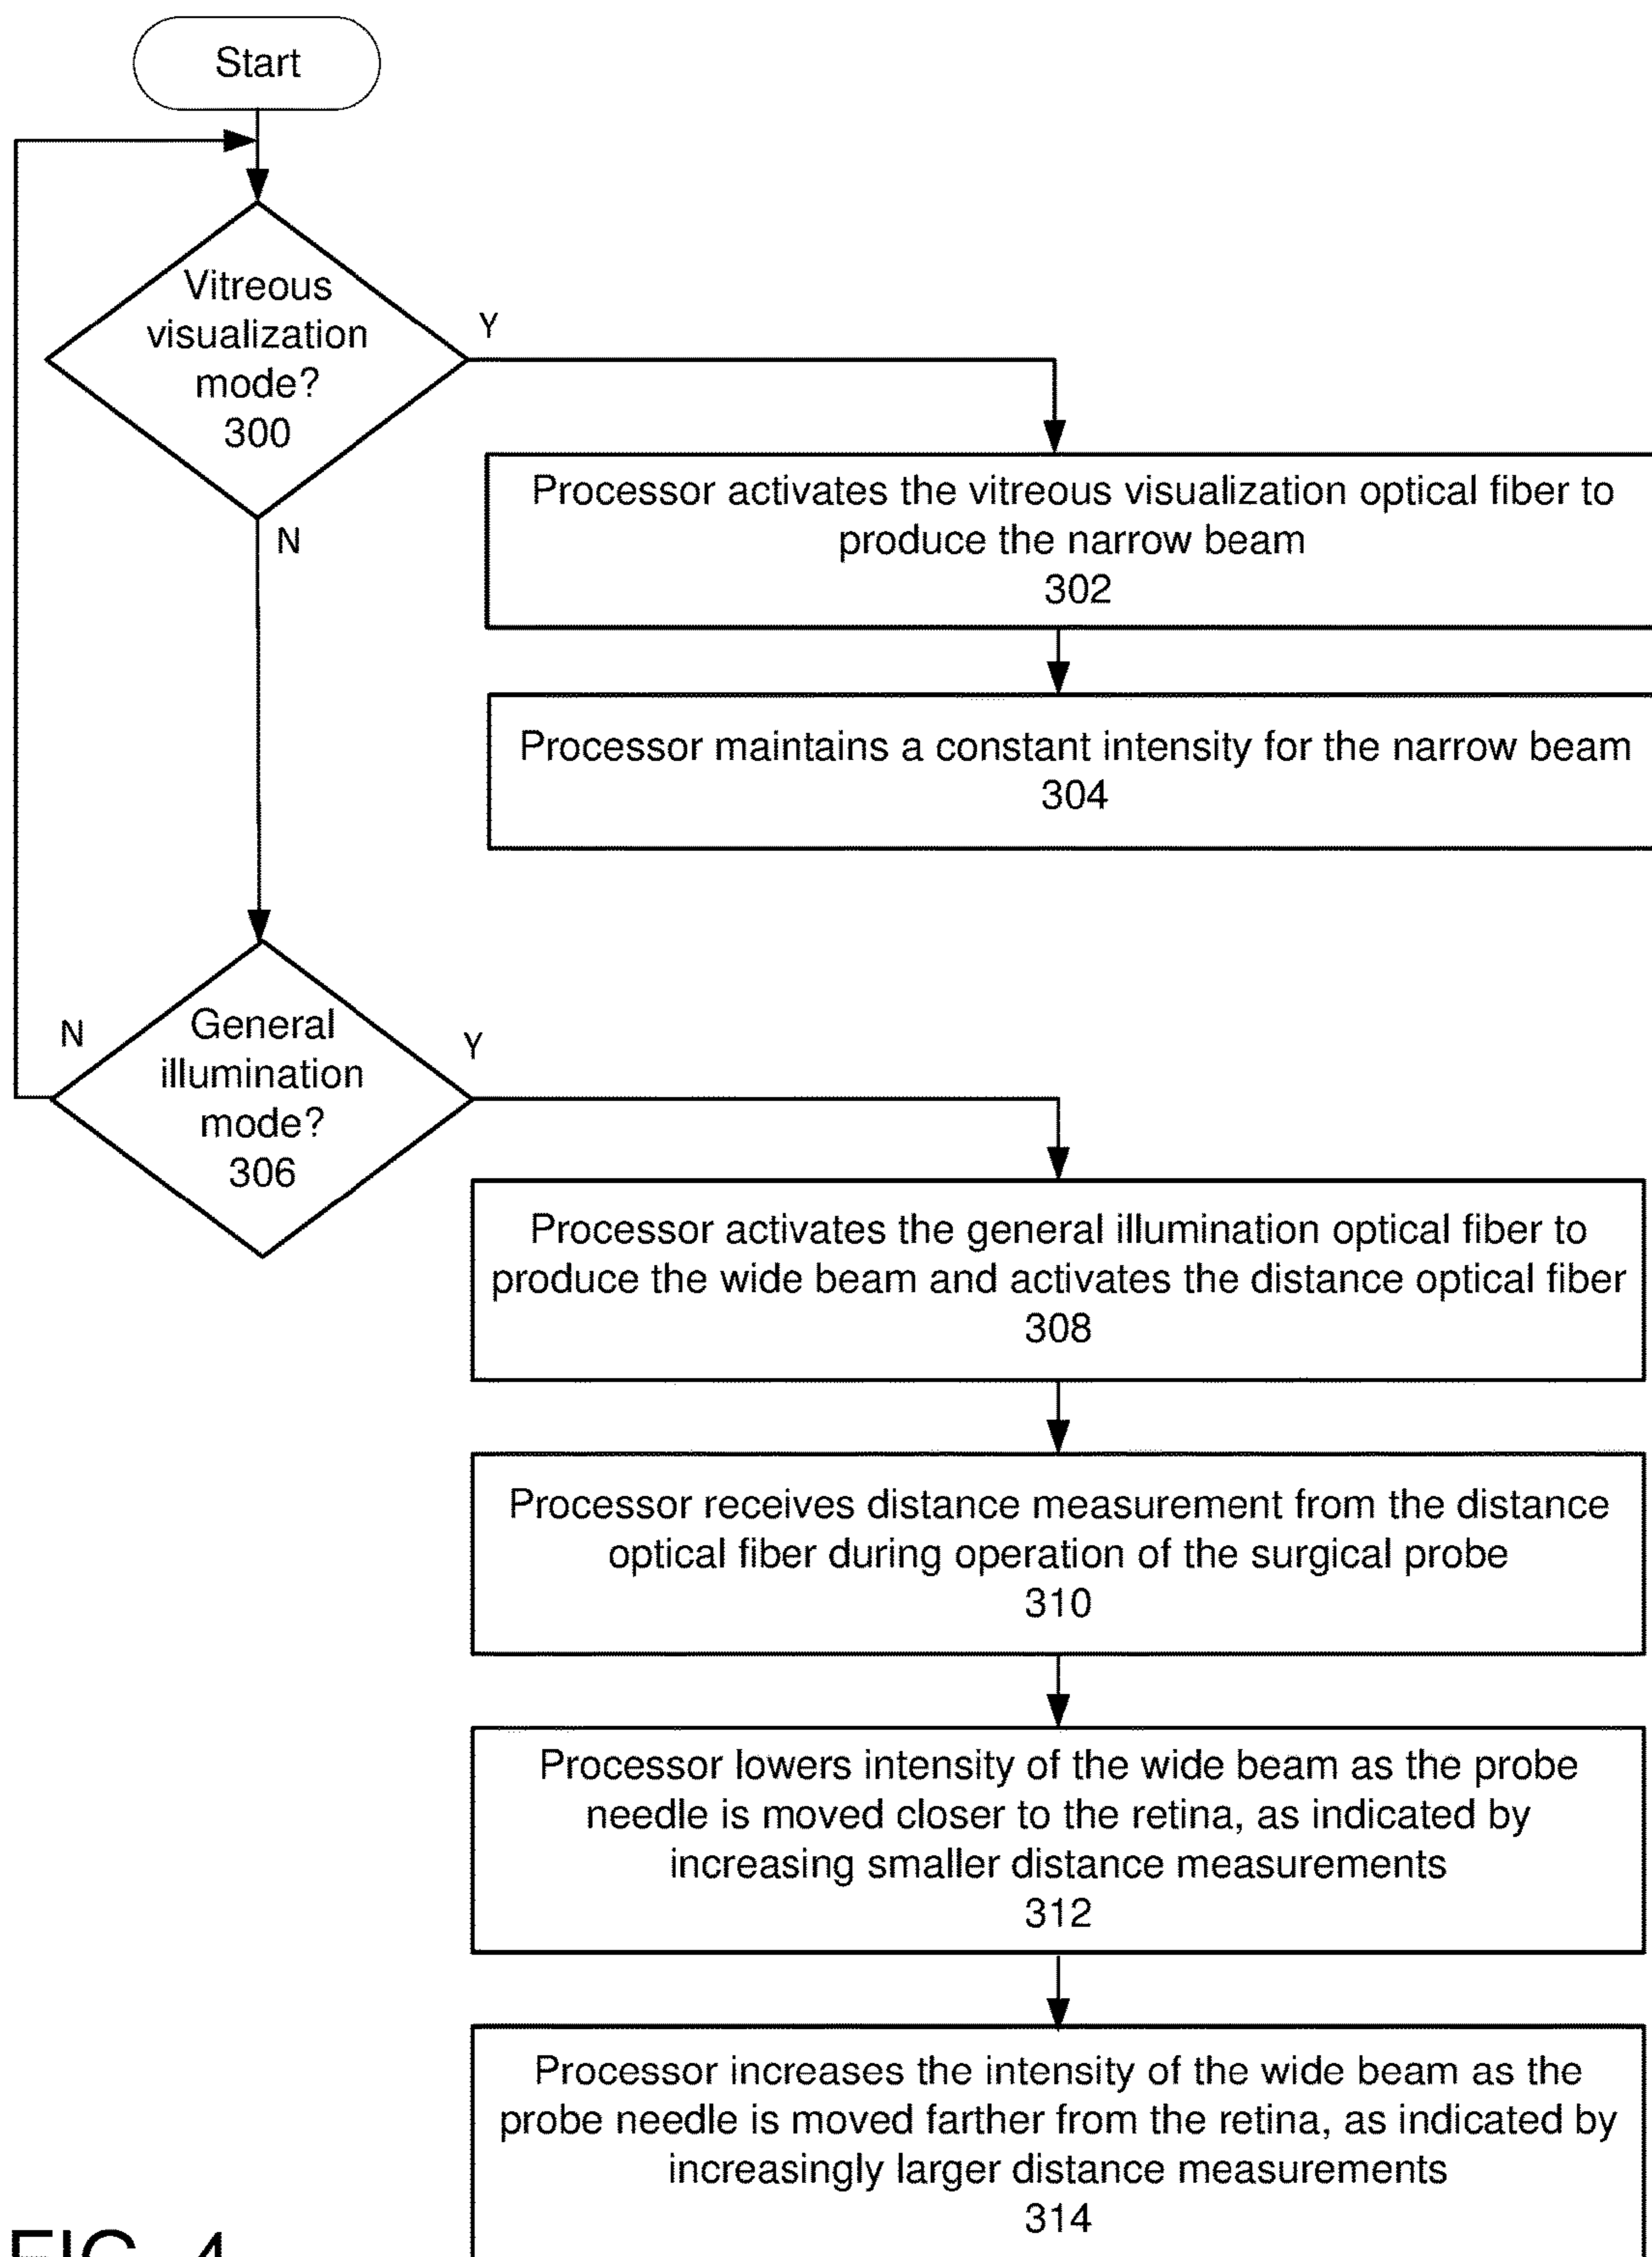 Start
Vitreous
visualization
mode?
300
Y
N
Processor activates the vitreous visualization optical fiber to
produce the narrow beam
302
Processor maintains a constant intensity for the narrow beam
304
General
illumination
mode?
306
N
Y
Processor activates the general illumination optical fiber to
produce the wide beam and activates the distance optical fiber
308
Processor receives distance measurement from the distance
optical fiber during operation of the surgical probe
310
Processor lowers intensity of the wide beam as the probe
needle is moved closer to the retina, as indicated by
increasing smaller distance measurements
312
Processor increases the intensity of the wide beam as the
probe needle is moved farther from the retina, as indicated by
increasingly larger distance measurements
314
FIG. 4